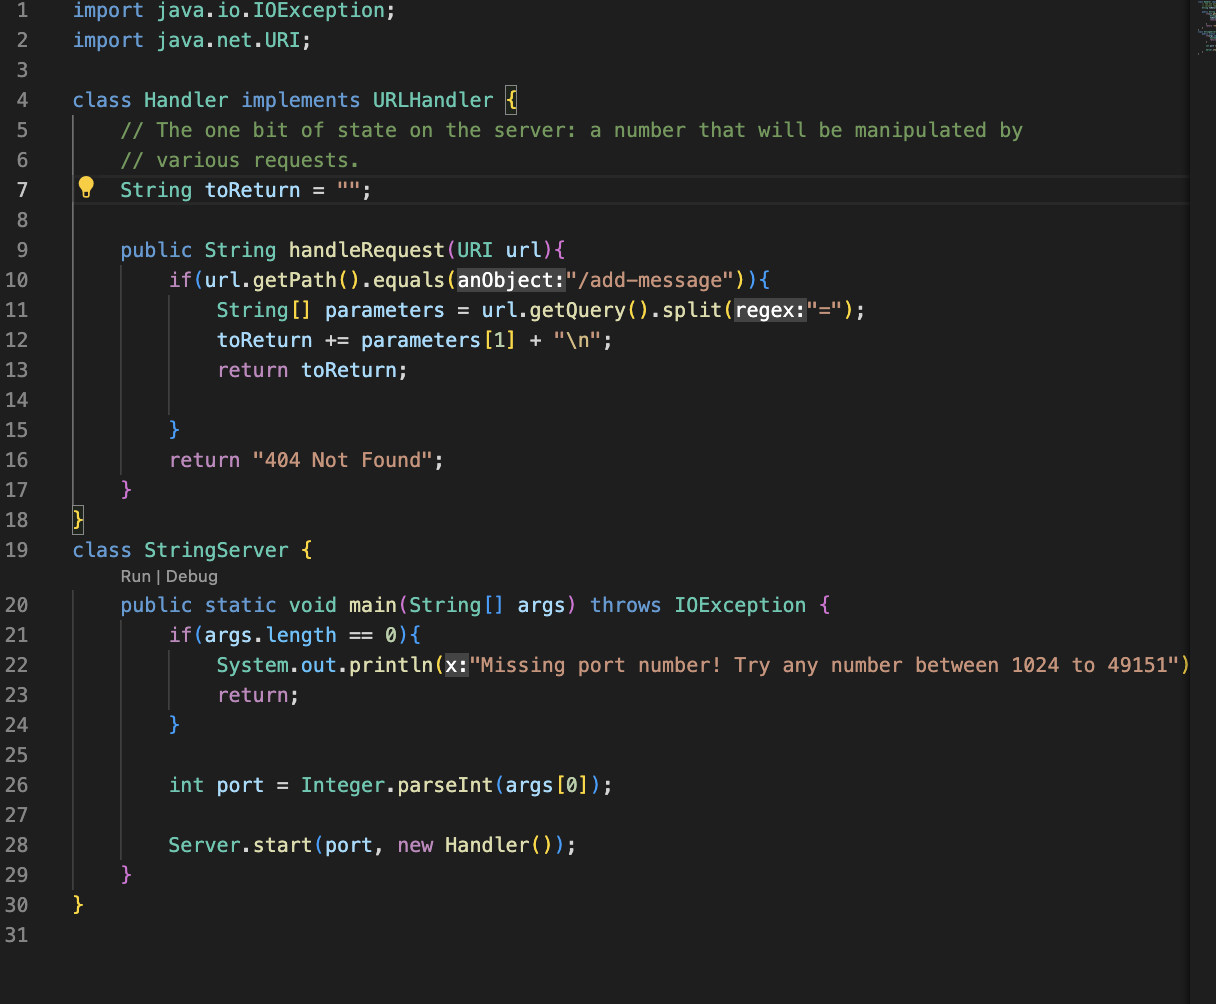 1 import java.io.IOException;
2 import java.net.URI;
3
4 class Handler implements URLHandler {
5 // The one bit of state on the server: a number that will be manipulated by
6 // various requests.
7 String toReturn = "";
8
9 public String handleRequest(URI url){
10 if(url.getPath().equals(anObject:"/add-message")){
11 String[] parameters = url.getQuery().split(regex:"=");
12 toReturn += parameters[1] + "\n";
13 return toReturn;
14
15 }
16 return "404 Not Found";
17 }
18 }
19 class StringServer {
Run | Debug
20 public static void main(String[] args) throws IOException {
21 if(args.length == 0){
22 System.out.println(x:"Missing port number! Try any number between 1024 to 49151")
23 return;
24 }
25
26 int port = Integer.parseInt(args[0]);
27
28 Server.start(port, new Handler());
29 }
30 }
31